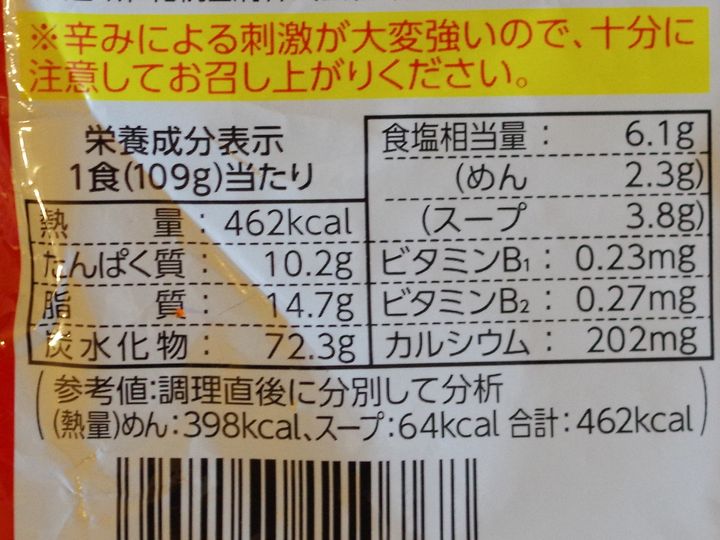 ※辛みによる刺激が大変強いので、十分に
注意してお召し上がりください。
栄養成分表示
1食(109g)当たり
熱量：462kcal
たんぱく質：10.2g
脂質：14.7g
炭水化物：72.3g
食塩相当量：6.1g
(めん 2.3g)
(スープ 3.8g)
ビタミンB1：0.23mg
ビタミンB2：0.27mg
カルシウム：202mg
(参考値:調理直後に分別して分析
(熱量)めん:398kcal、スープ:64kcal 合計:462kcal)